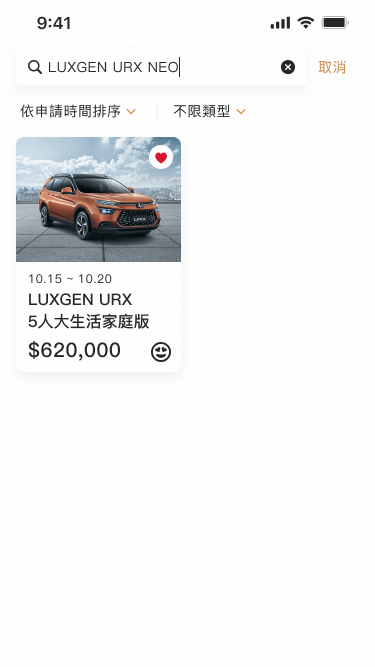 9:41
LUXGEN URX NEO
取消
依申請時間排序
不限類型
10.15 ~ 10.20
LUXGEN URX
5人大生活家庭版
$620,000